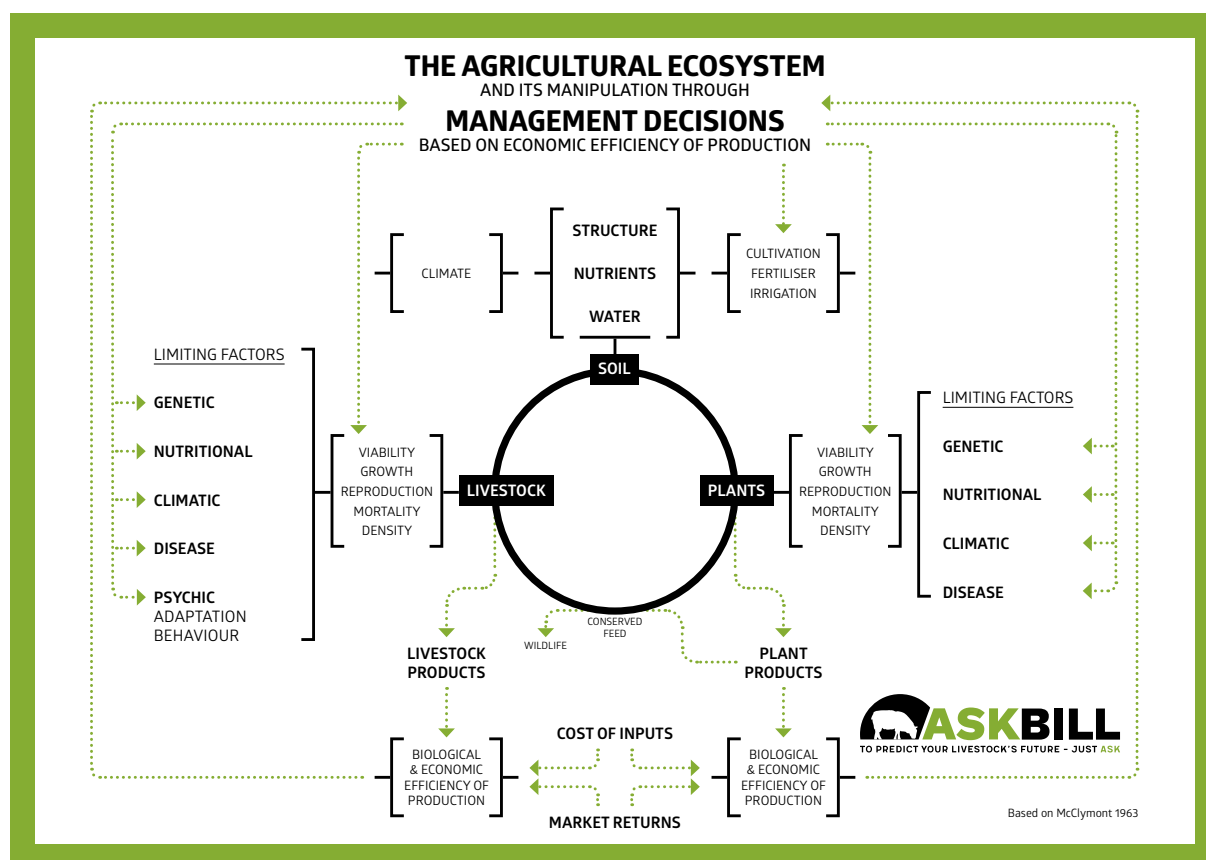 THE AGRICULTURAL ECOSYSTEM
AND ITS MANIPULATION THROUGH
MANAGEMENT DECISIONS
BASED ON ECONOMIC EFFICIENCY OF PRODUCTION
CLIMATE
STRUCTURE
NUTRIENTS
WATER
CULTIVATION
FERTILISER
IRRIGATION
SOIL
LIMITING FACTORS
GENETIC
NUTRITIONAL
CLIMATIC
DISEASE
PSYCHIC
ADAPTATION
BEHAVIOUR
VIABILITY
GROWTH
REPRODUCTION
MORTALITY
DENSITY
LIVESTOCK
PLANTS
VIABILITY
GROWTH
REPRODUCTION
MORTALITY
DENSITY
LIMITING FACTORS
GENETIC
NUTRITIONAL
CLIMATIC
DISEASE
CONSERVED
FEED
WILDLIFE
LIVESTOCK
PRODUCTS
PLANT
PRODUCTS
COST OF INPUTS
BIOLOGICAL
& ECONOMIC
EFFICIENCY OF
PRODUCTION
BIOLOGICAL
& ECONOMIC
EFFICIENCY OF
PRODUCTION
MARKET RETURNS
ASKBILL
TO PREDICT YOUR LIVESTOCK'S FUTURE – JUST ASK
Based on McClymont 1963